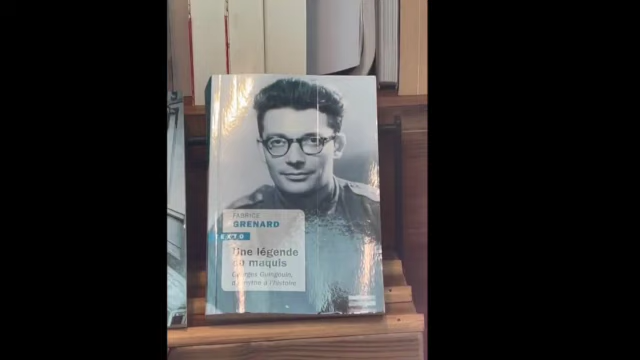 FABRICE
GRENARD
TEXTO
Une légende
du maquis
Georges Guingouin,
du mythe à l'histoire